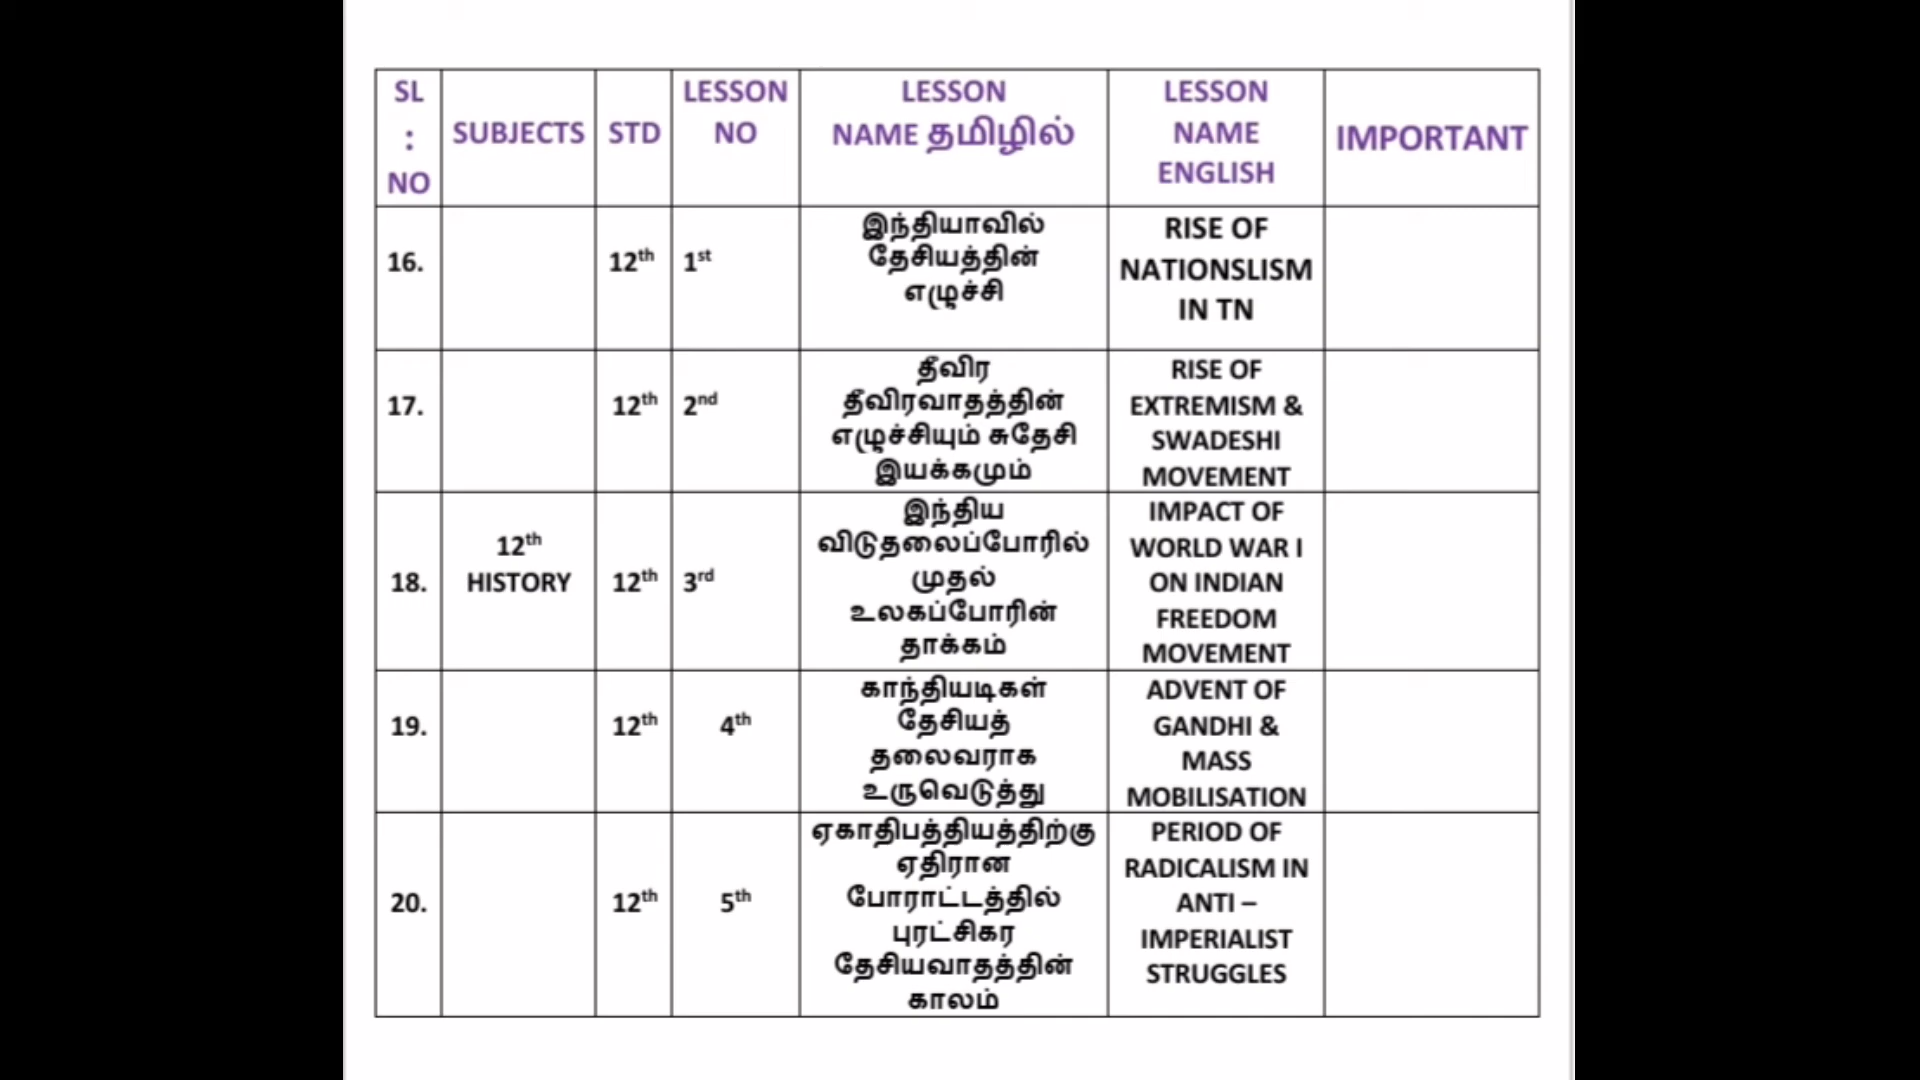 SL : NO
SUBJECTS
STD
LESSON NO
LESSON
NAME தமிழில்
LESSON
NAME
ENGLISH
IMPORTANT
16.
12th
1st
இந்தியாவில்
தேசியத்தின்
எழுச்சி
RISE OF
NATIONSLISM
IN TN
17.
12th
2nd
தீவிர
தீவிரவாதத்தின்
எழுச்சியும் சுதேசி
இயக்கமும்
RISE OF
EXTREMISM &
SWADESHI
MOVEMENT
18.
12th
HISTORY
12th
3rd
இந்திய
விடுதலைப்போரில்
முதல்
உலகப்போரின்
தாக்கம்
IMPACT OF
WORLD WAR I
ON INDIAN
FREEDOM
MOVEMENT
19.
12th
4th
காந்தியடிகள்
தேசியத்
தலைவராக
உருவெடுத்து
ADVENT OF
GANDHI &
MASS
MOBILISATION
20.
12th
5th
ஏகாதிபத்தியத்திற்கு
ஏதிரான
போராட்டத்தில்
புரட்சிகர
தேசியவாதத்தின்
காலம்
PERIOD OF
RADICALISM IN
ANTI –
IMPERIALIST
STRUGGLES